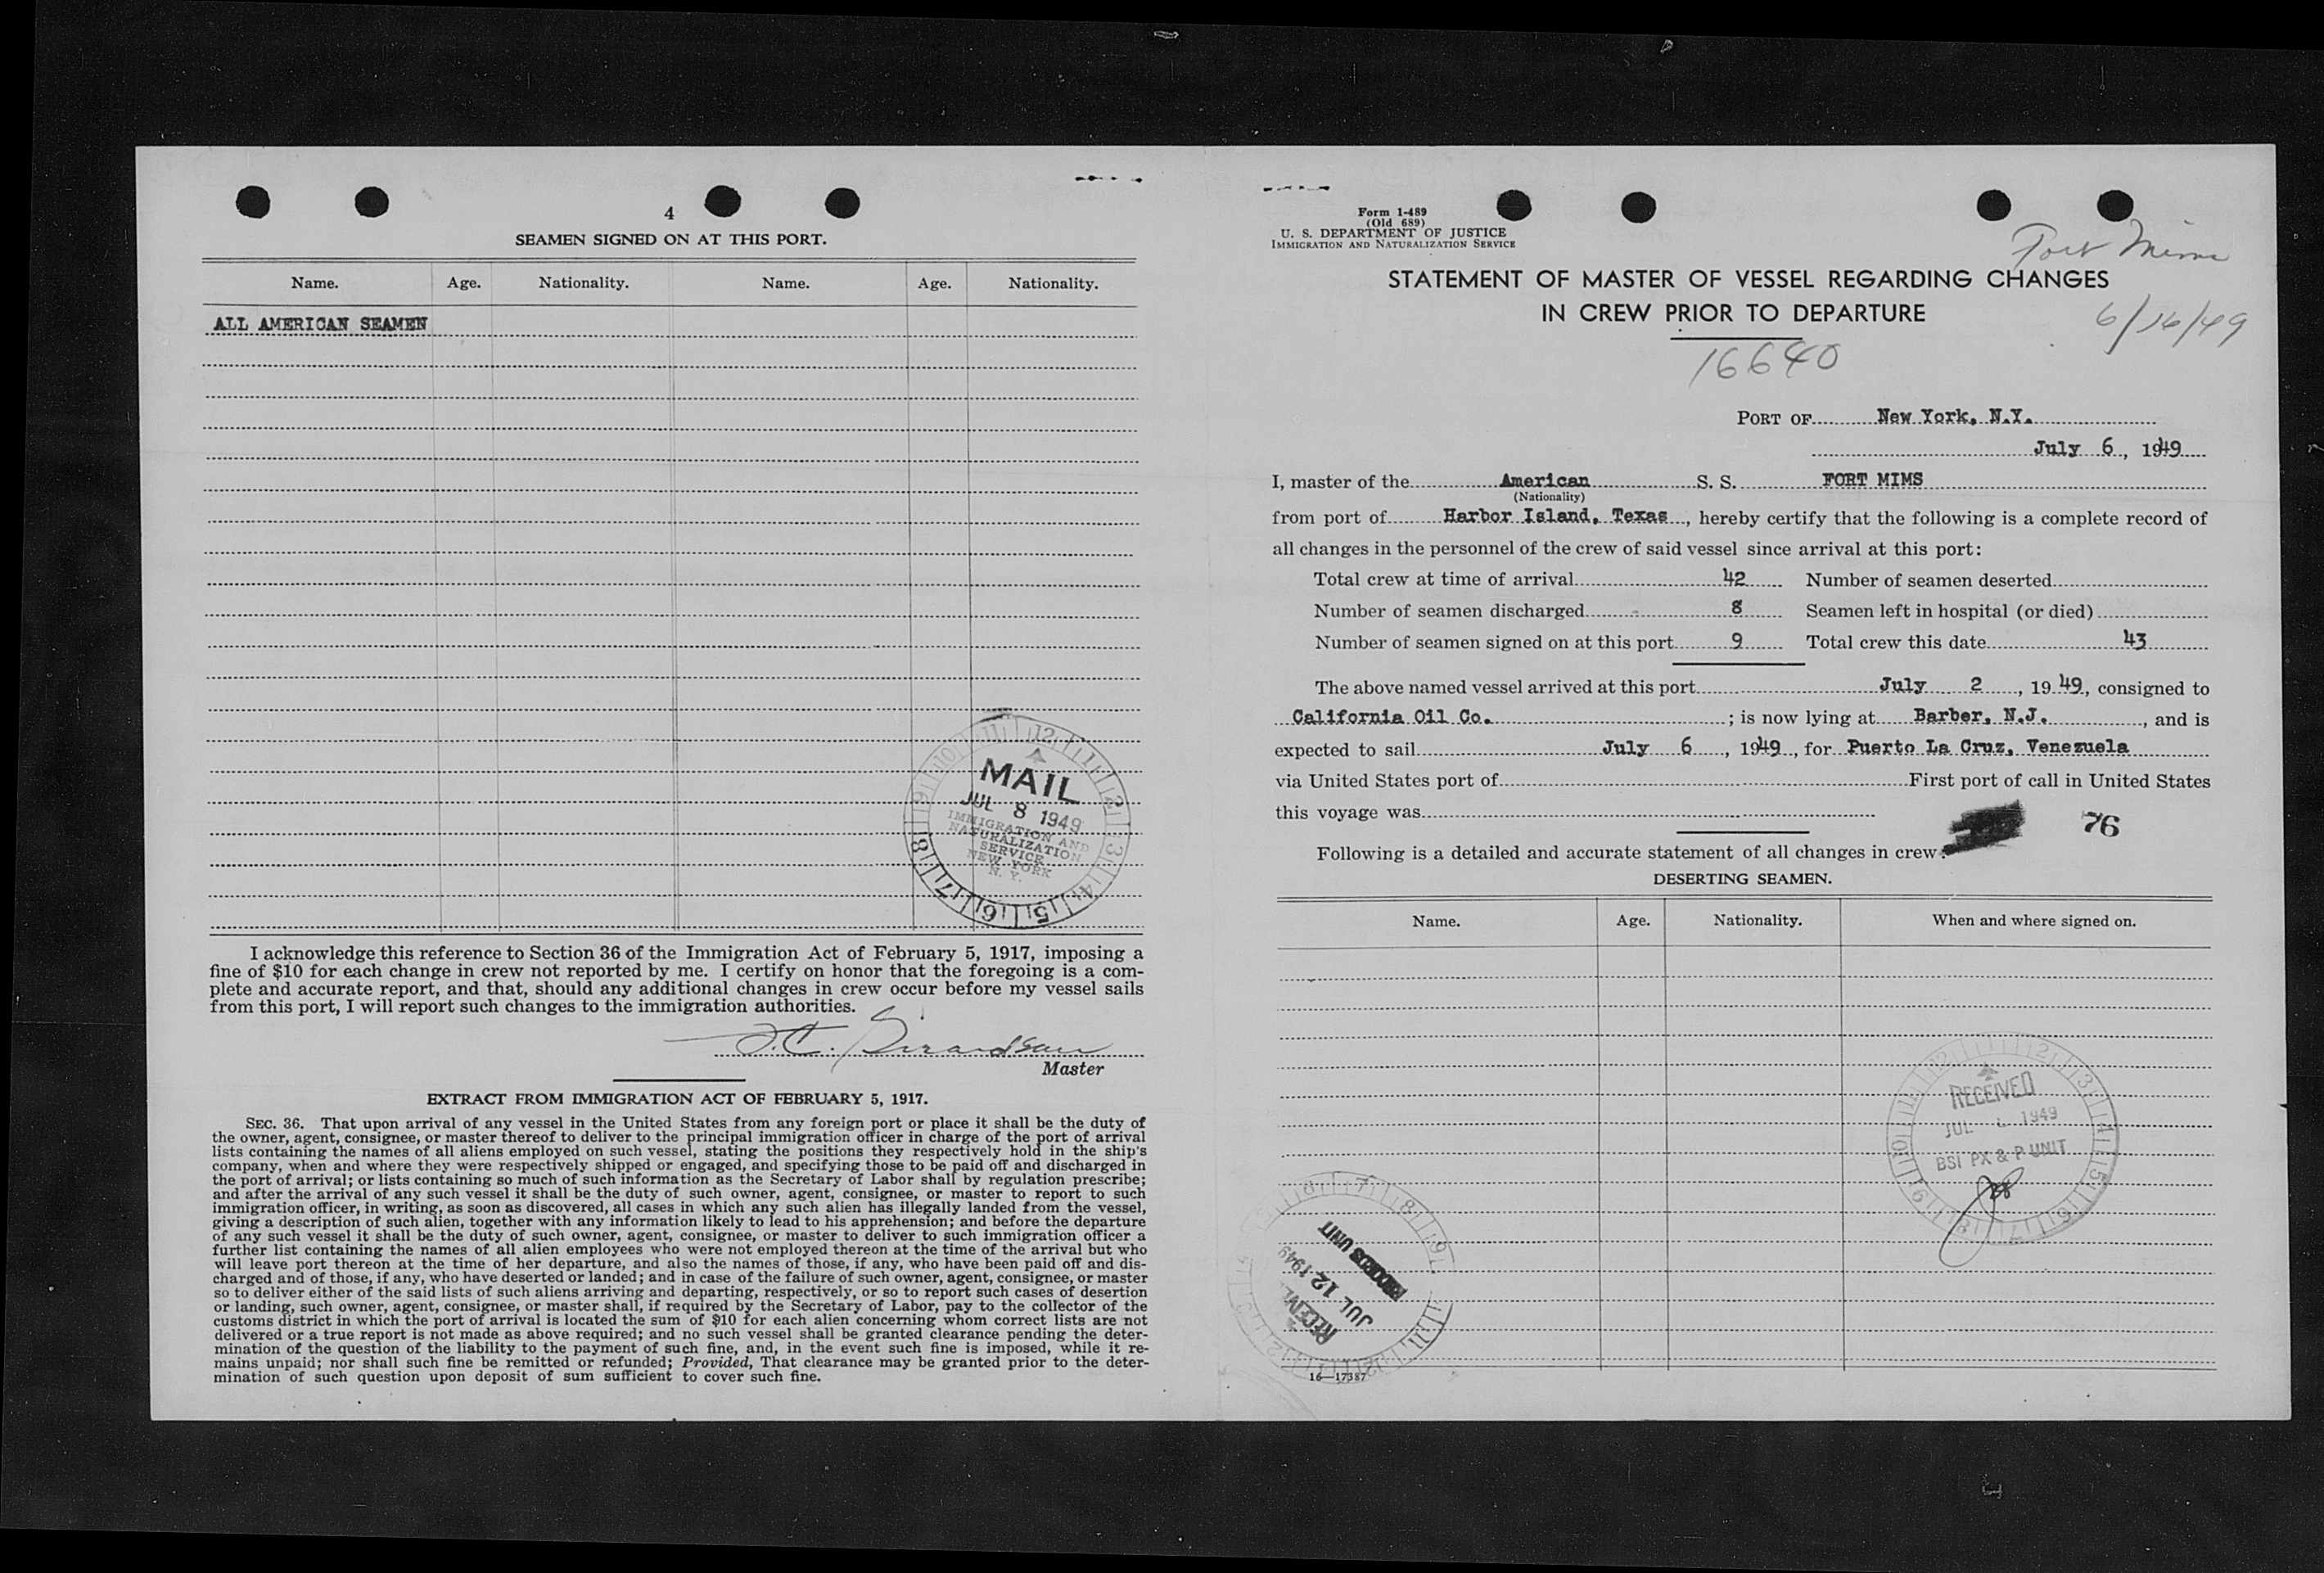 4
SEAMEN SIGNED ON AT THIS PORT.
Name. Age. Nationality. Name. Age. Nationality.
ALL AMERICAN SEAMEN
MAIL
JUL 8 1949
IMMIGRATION AND
NATURALIZATION
SERVICE
NEW YORK
N. Y.
I acknowledge this reference to Section 36 of the Immigration Act of February 5, 1917, imposing a
fine of $10 for each change in crew not reported by me. I certify on honor that the foregoing is a com-
plete and accurate report, and that, should any additional changes in crew occur before my vessel sails
from this port, I will report such changes to the immigration authorities.
Master
EXTRACT FROM IMMIGRATION ACT OF FEBRUARY 5, 1917.
SEC. 36. That upon arrival of any vessel in the United States from any foreign port or place it shall be the duty of
the owner, agent, consignee, or master thereof to deliver to the principal immigration officer in charge of the port of arrival
lists containing the names of all aliens employed on such vessel, stating the positions they respectively hold in the ship's
company, when and where they were respectively shipped or engaged, and specifying those to be paid off and discharged in
the port of arrival; or lists containing so much of such information as the Secretary of Labor shall by regulation prescribe;
and after the arrival of any such vessel it shall be the duty of such owner, agent, consignee, or master to report to such
immigration officer, in writing, as soon as discovered, all cases in which any such alien has illegally landed from the vessel,
giving a description of such alien, together with any information likely to lead to his apprehension; and before the departure
of any such vessel it shall be the duty of such owner, agent, consignee, or master to deliver to such immigration officer a
further list containing the names of all alien employees who were not employed thereon at the time of the arrival but who
will leave port thereon at the time of her departure, and also the names of those, if any, who have been paid off and dis-
charged and of those, if any, who have deserted or landed; and in case of the failure of such owner, agent, consignee, or master
so to deliver either of the said lists of such aliens arriving and departing, respectively, or so to report such cases of desertion
or landing, such owner, agent, consignee, or master shall, if required by the Secretary of Labor, pay to the collector of the
customs district in which the port of arrival is located the sum of $10 for each alien concerning whom correct lists are not
delivered or a true report is not made as above required; and no such vessel shall be granted clearance pending the deter-
mination of the question of the liability to the payment of such fine, and, in the event such fine is imposed, while it re-
mains unpaid; nor shall such fine be remitted or refunded; Provided, That clearance may be granted prior to the deter-
mination of such question upon deposit of sum sufficient to cover such fine.
Form 1-489
(Old 689)
U. S. DEPARTMENT OF JUSTICE
IMMIGRATION AND NATURALIZATION SERVICE
Fort Mims
STATEMENT OF MASTER OF VESSEL REGARDING CHANGES
IN CREW PRIOR TO DEPARTURE
6/16/49
16640
PORT OF New York, N.Y.
July 6, 1949
I, master of the American S. S. FORT MIMS
(Nationality)
from port of Harbor Island, Texas, hereby certify that the following is a complete record of
all changes in the personnel of the crew of said vessel since arrival at this port:
Total crew at time of arrival 42 Number of seamen deserted
Number of seamen discharged 8 Seamen left in hospital (or died)
Number of seamen signed on at this port 9 Total crew this date 43
The above named vessel arrived at this port July 2, 1949, consigned to
California Oil Co. ; is now lying at Barber, N.J., and is
expected to sail July 6, 1949, for Puerto La Cruz, Venezuela
via United States port of First port of call in United States
this voyage was
76
Following is a detailed and accurate statement of all changes in crew:
DESERTING SEAMEN.
Name. Age. Nationality. When and where signed on.
RECEIVED
JUL 1949
BSI PX & P UNIT
RECEIVED
JUL 12 1949
RECORDS UNIT
16—17387